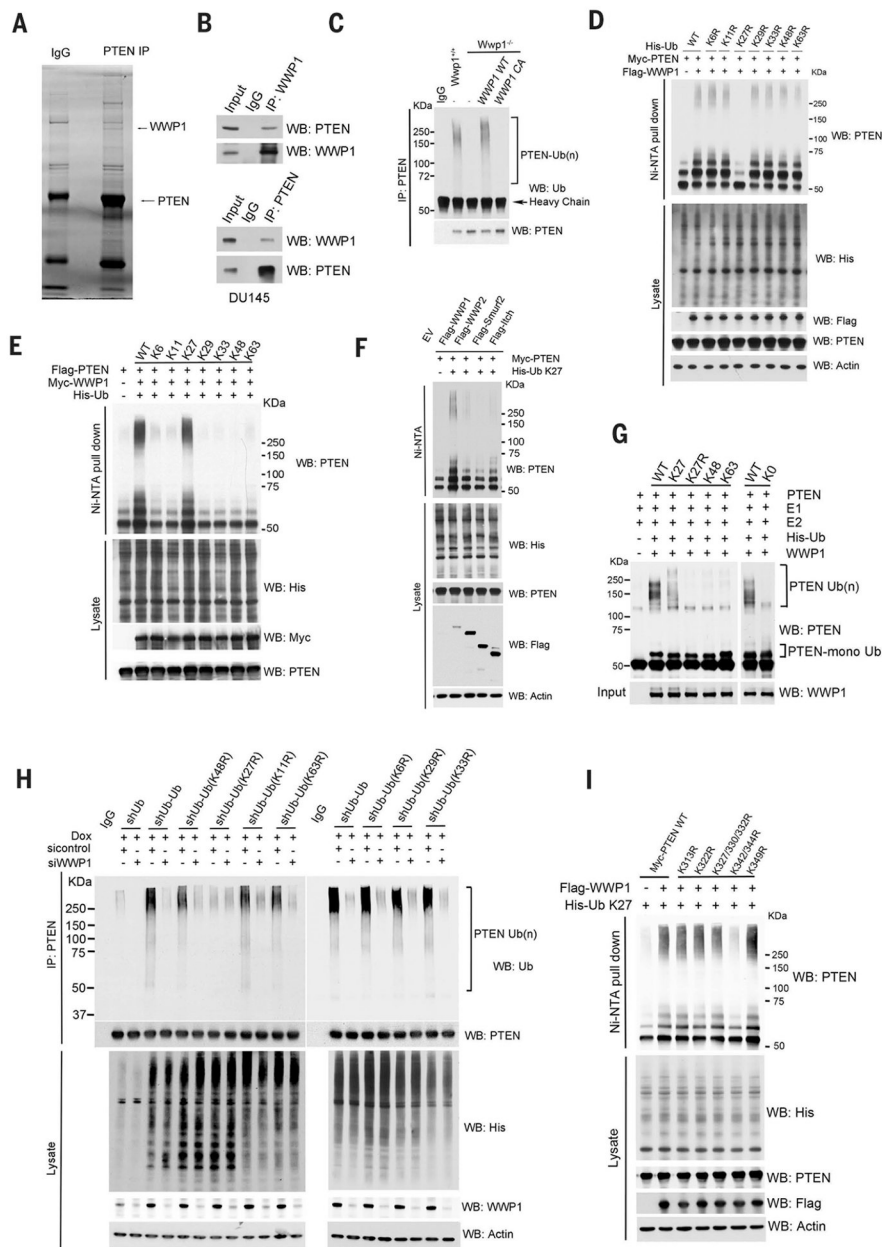 A
IgG
PTEN IP
WWP1
PTEN
B
Input
IgG
IP: WWP1
WB: PTEN
WB: WWP1
Input
IgG
IP: PTEN
WB: WWP1
WB: PTEN
DU145
C
Wwp1-/-
IgG
Wwp1+/+
-
WWP1 WT
WWP1 CA
KDa
250
150
100
72
50
IP: PTEN
PTEN-Ub(n)
WB: Ub
Heavy Chain
WB: PTEN
D
His-Ub - WT K6R K11R K27R K29R K33R K48R K63R
Myc-PTEN + + + + + + + + +
Flag-WWP1 - + + + + + + + +
KDa
250
150
100
75
50
Ni-NTA pull down
WB: PTEN
Lysate
WB: His
WB: Flag
WB: PTEN
WB: Actin
E
WT K6 K11 K27 K29 K33 K48 K63
Flag-PTEN + + + + + + + + +
Myc-WWP1 - + + + + + + + +
His-Ub + + + + + + + + +
KDa
250
150
100
75
50
Ni-NTA pull down
WB: PTEN
Lysate
WB: His
WB: Myc
WB: PTEN
F
EV
Flag-WWP1
Flag-WWP2
Flag-Smurf2
Flag-Itch
Myc-PTEN
His-Ub K27
KDa
250
150
100
75
50
Ni-NTA
WB: PTEN
Lysate
WB: His
WB: PTEN
WB: Flag
WB: Actin
G
WT K27 K27R K48 K63 WT K0
+ + + + + + + + PTEN
+ + + + + + + + E1
+ + + + + + + + E2
- + + + + + + + His-Ub
- + + + + + + + WWP1
KDa
250
150
100
75
50
PTEN Ub(n)
WB: PTEN
PTEN-mono Ub
Input
WB: WWP1
H
IgG
shUb
shUb-Ub
shUb-Ub(K48R)
shUb-Ub(K27R)
shUb-Ub(K11R)
shUb-Ub(K63R)
IgG
shUb
shUb-Ub(K6R)
shUb-Ub(K29R)
shUb-Ub(K33R)
Dox
sicontrol
siWWP1
KDa
250
150
100
75
50
37
IP: PTEN
PTEN Ub(n)
WB: Ub
WB: PTEN
Lysate
WB: His
WB: WWP1
WB: Actin
I
Myc-PTEN WT
K313R
K322R
K327/330/332R
K342/344R
K349R
Flag-WWP1 - + + + + + +
His-Ub K27 + + + + + + +
KDa
250
150
100
75
50
Ni-NTA pull down
WB: PTEN
Lysate
WB: His
WB: PTEN
WB: Flag
WB: Actin